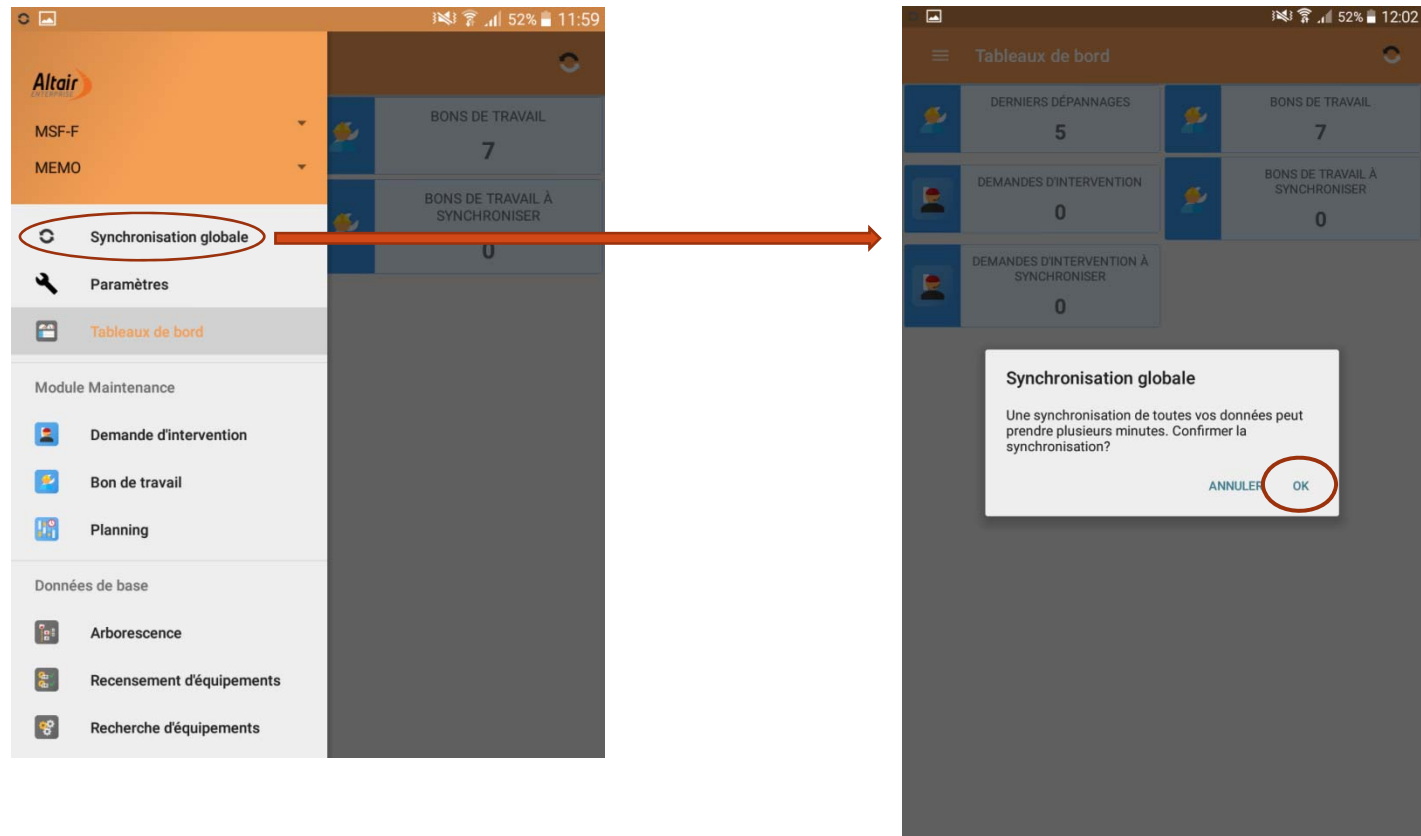 52% 11:59
Altair
ENTERPRISE
MSF-F
MEMO
Synchronisation globale
Paramètres
Tableaux de bord
Module Maintenance
Demande d'intervention
Bon de travail
Planning
Données de base
Arborescence
Recensement d'équipements
Recherche d'équipements
BONS DE TRAVAIL
7
BONS DE TRAVAIL À
SYNCHRONISER
0
52% 12:02
Tableaux de bord
DERNIERS DÉPANNAGES
5
BONS DE TRAVAIL
7
DEMANDES D'INTERVENTION
0
BONS DE TRAVAIL À
SYNCHRONISER
0
DEMANDES D'INTERVENTION À
SYNCHRONISER
0
Synchronisation globale
Une synchronisation de toutes vos données peut
prendre plusieurs minutes. Confirmer la
synchronisation?
ANNULER OK